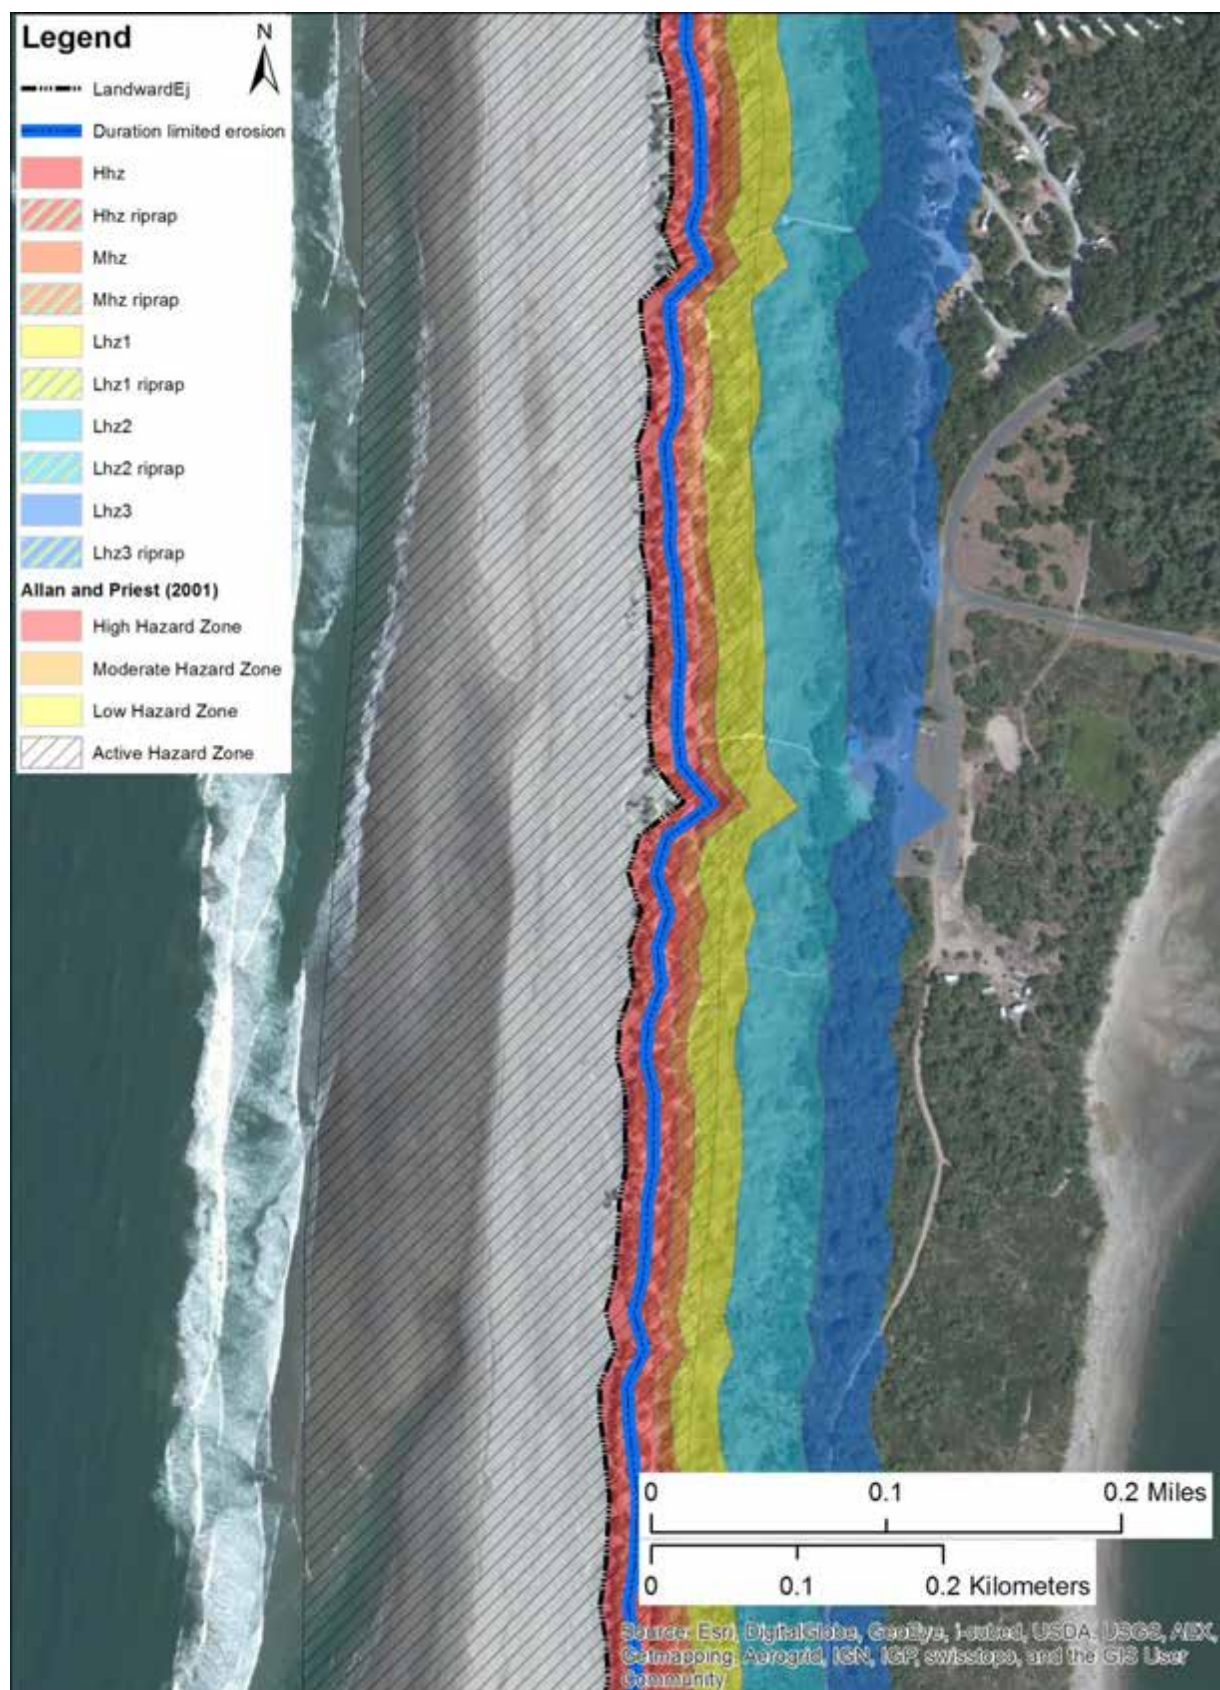 Legend
N
LandwardEj
Duration limited erosion
Hhz
Hhz riprap
Mhz
Mhz riprap
Lhz1
Lhz1 riprap
Lhz2
Lhz2 riprap
Lhz3
Lhz3 riprap
Allan and Priest (2001)
High Hazard Zone
Moderate Hazard Zone
Low Hazard Zone
Active Hazard Zone
0 0.1 0.2 Miles
0 0.1 0.2 Kilometers
Source: Esri, DigitalGlobe, GeoEye, i-cubed, USDA, USGS, AEX,
Getmapping, Aerogrid, IGN, IGP, swisstopo, and the GIS User
Community